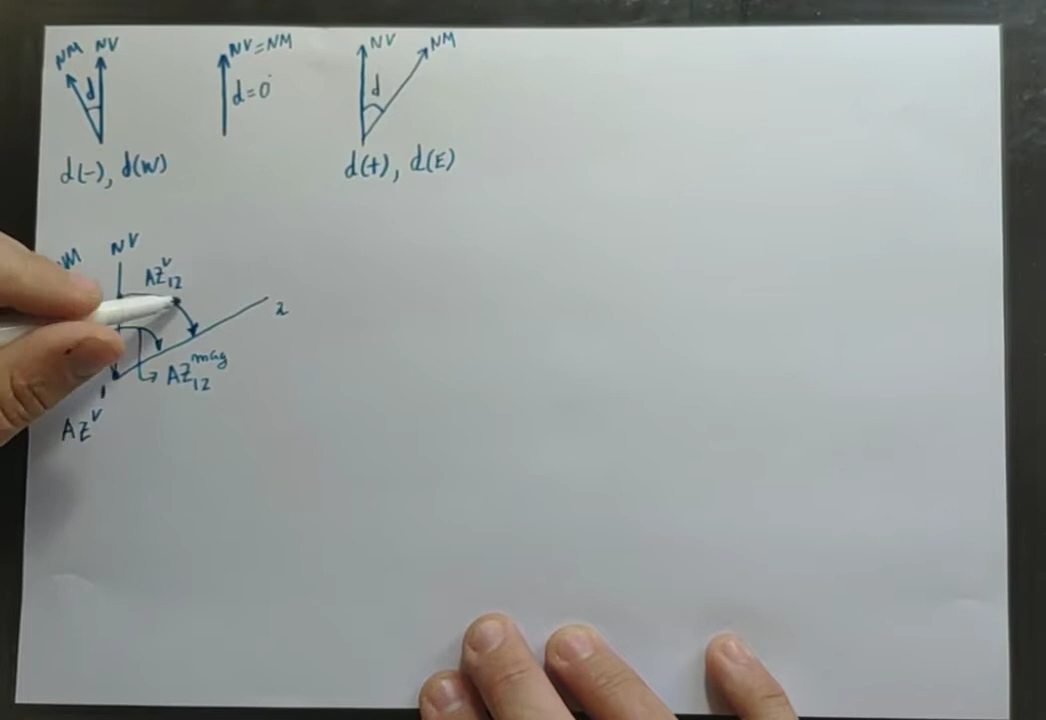 NM NV
d
d(-), d(W)
NV=NM
d=0°
NV
NM
d
d(+), d(E)
NV
AZ^V_12
2
AZ^mag_12
AZ^V